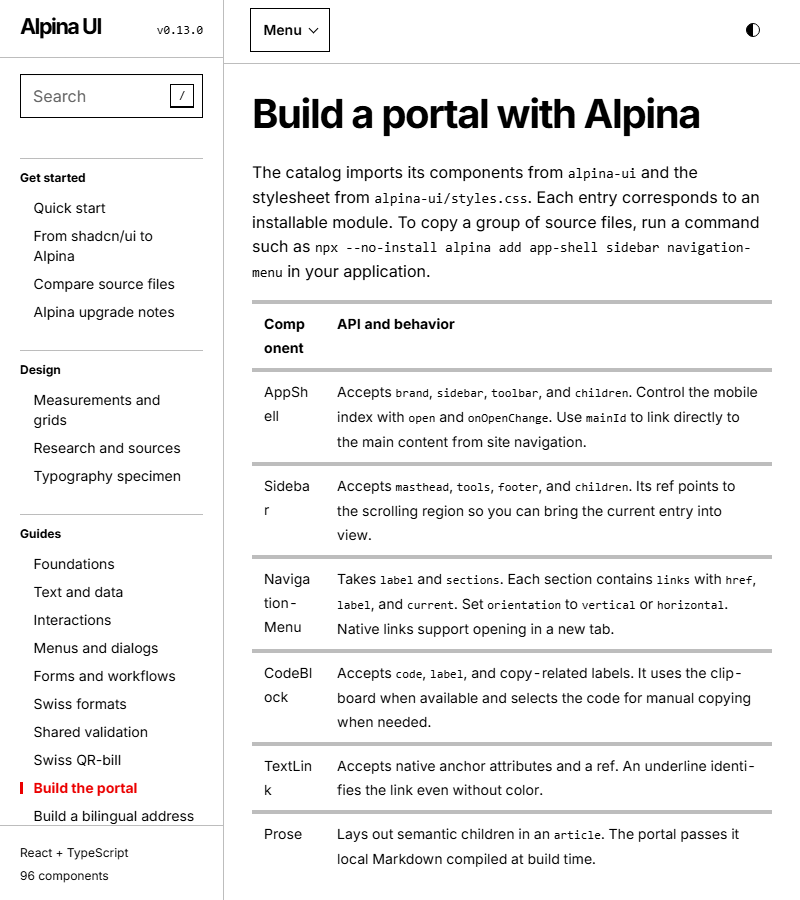 Alpina UI
v0.13.0
Search
/
Get started
Quick start
From shadcn/ui to
Alpina
Compare source files
Alpina upgrade notes
Design
Measurements and
grids
Research and sources
Typography specimen
Guides
Foundations
Text and data
Interactions
Menus and dialogs
Forms and workflows
Swiss formats
Shared validation
Swiss QR-bill
Build the portal
Build a bilingual address
React + TypeScript
96 components
Menu
Build a portal with Alpina
The catalog imports its components from alpina-ui and the
stylesheet from alpina-ui/styles.css. Each entry corresponds to an
installable module. To copy a group of source files, run a command
such as npx --no-install alpina add app-shell sidebar navigation-
menu in your application.
Comp
onent
API and behavior
AppSh
ell
Accepts brand, sidebar, toolbar, and children. Control the mobile
index with open and onOpenChange. Use mainId to link directly to
the main content from site navigation.
Sideba
r
Accepts masthead, tools, footer, and children. Its ref points to
the scrolling region so you can bring the current entry into
view.
Naviga
tion-
Menu
Takes label and sections. Each section contains links with href,
label, and current. Set orientation to vertical or horizontal.
Native links support opening in a new tab.
CodeBl
ock
Accepts code, label, and copy-related labels. It uses the clip-
board when available and selects the code for manual copying
when needed.
TextLin
k
Accepts native anchor attributes and a ref. An underline identi-
fies the link even without color.
Prose
Lays out semantic children in an article. The portal passes it
local Markdown compiled at build time.